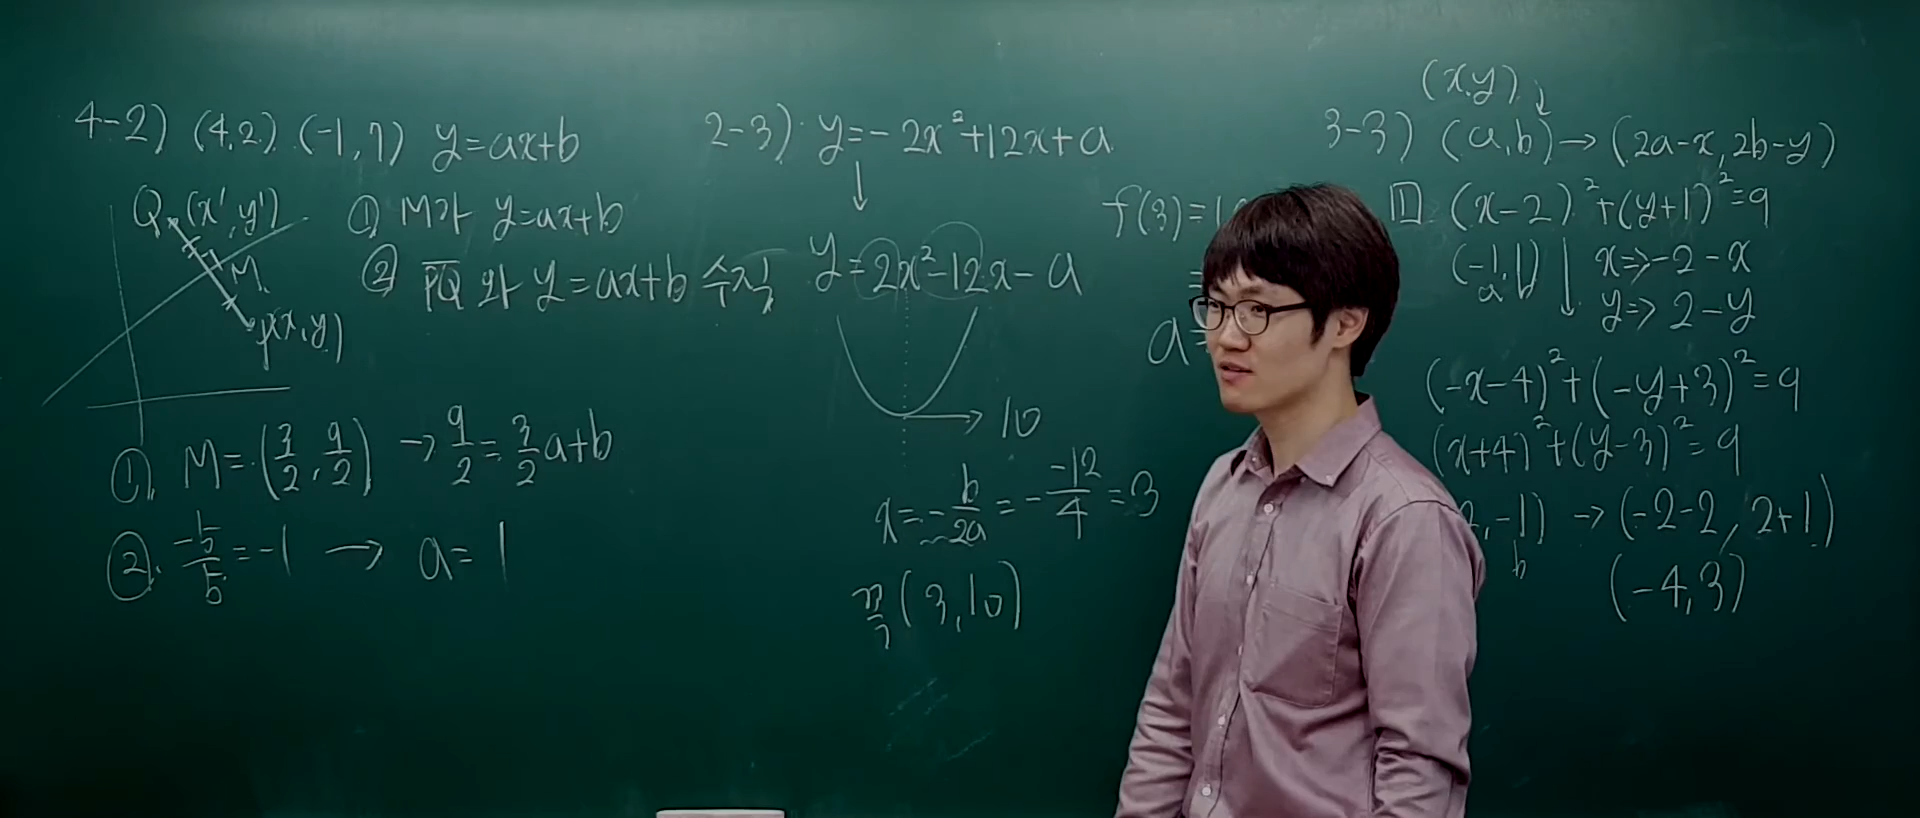 4-2) (4,2) (-1,7) y=ax+b
Q (x',y')
M
P(x,y)
① M가 y=ax+b
② PQ와 y=ax+b 수직
① M=(3/2, 9/2) → 9/2=3/2a+b
② -5/5=-1 → a=1
2-3) y=-2x²+12x+a
↓
y=2x²-12x-a
→ 10
x=-b/2a=-(-12)/4=3
(3,10)
f(3)=
=
a=
(x,y)
3-3) (a,b)→(2a-x,2b-y)
① (x-2)²+(y+1)²=9
(-1,1) ↓ x⇒-2-x
a b y⇒2-y
(-x-4)²+(-y+3)²=9
(x+4)²+(y-3)²=9
,-1) →(-2-2, 2+1)
b
(-4,3)